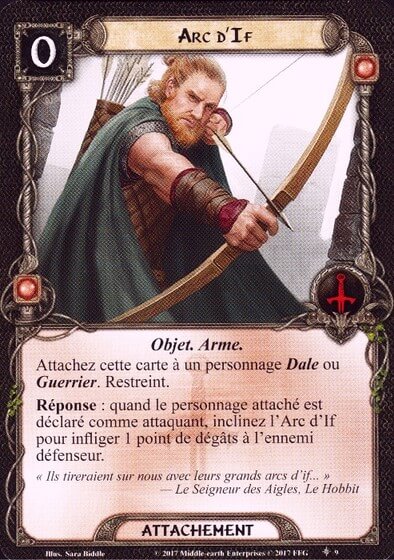 0
ARC D'IF
Objet. Arme.
Attachez cette carte à un personnage Dale ou
Guerrier. Restreint.
Réponse : quand le personnage attaché est
déclaré comme attaquant, inclinez l'Arc d'If
pour infliger 1 point de dégâts à l'ennemi
défenseur.
« Ils tireraient sur nous avec leurs grands arcs d'if... »
— Le Seigneur des Aigles, Le Hobbit
ATTACHEMENT
Illus. Sara Biddle © 2017 Middle-earth Enterprises © 2017 FFG 9